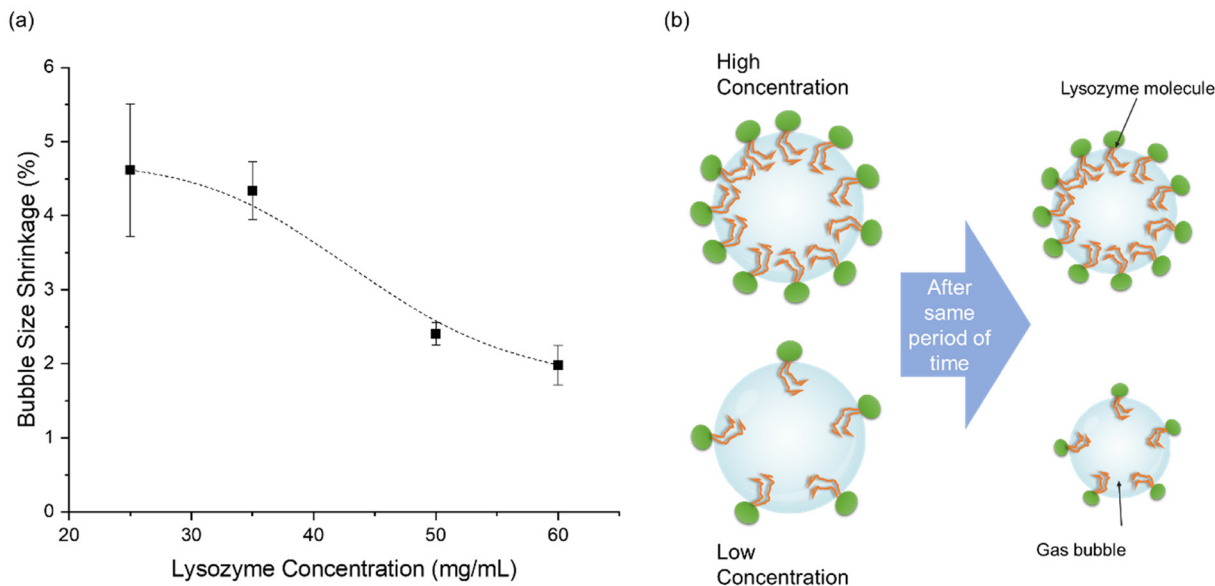 (a)
6
5
4
3
2
1
0
Bubble Size Shrinkage (%)
20
30
40
50
60
Lysozyme Concentration (mg/mL)
(b)
High
Concentration
Lysozyme molecule
After
same
period of
time
Low
Concentration
Gas bubble